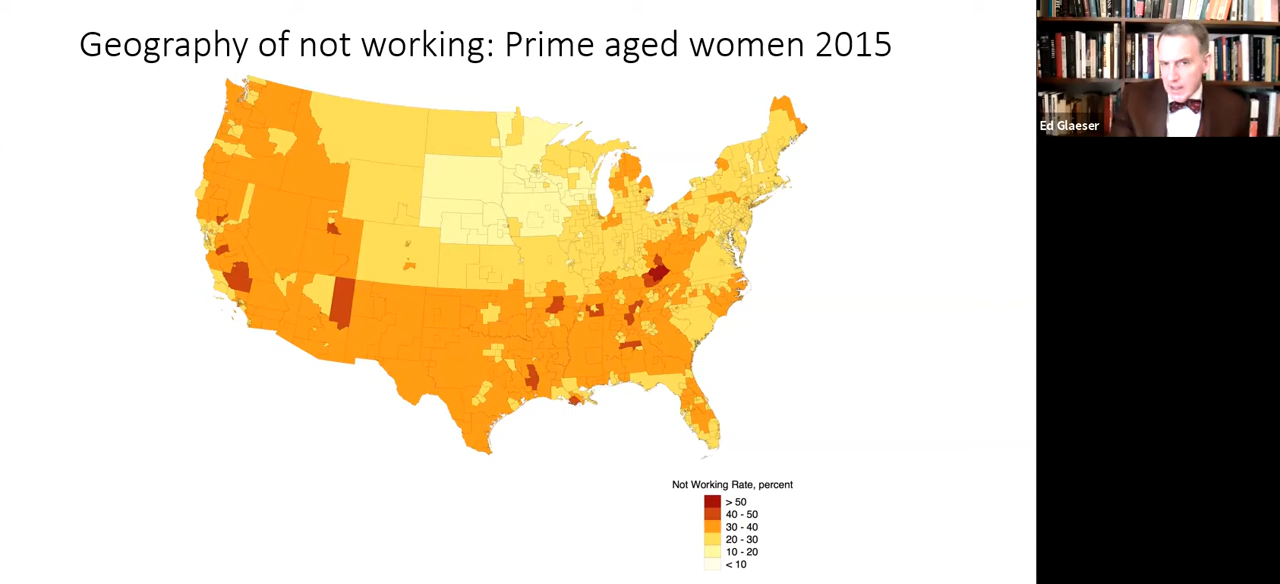 Geography of not working: Prime aged women 2015
Ed Glaeser
Not Working Rate, percent
> 50
40 - 50
30 - 40
20 - 30
10 - 20
< 10